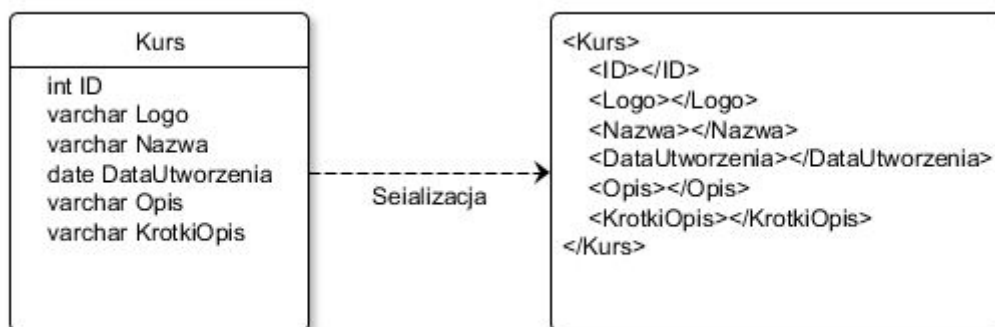 Kurs
int ID
varchar Logo
varchar Nazwa
date DataUtworzenia
varchar Opis
varchar KrotkiOpis
Seializacja
<Kurs>
<ID></ID>
<Logo></Logo>
<Nazwa></Nazwa>
<DataUtworzenia></DataUtworzenia>
<Opis></Opis>
<KrotkiOpis></KrotkiOpis>
</Kurs>